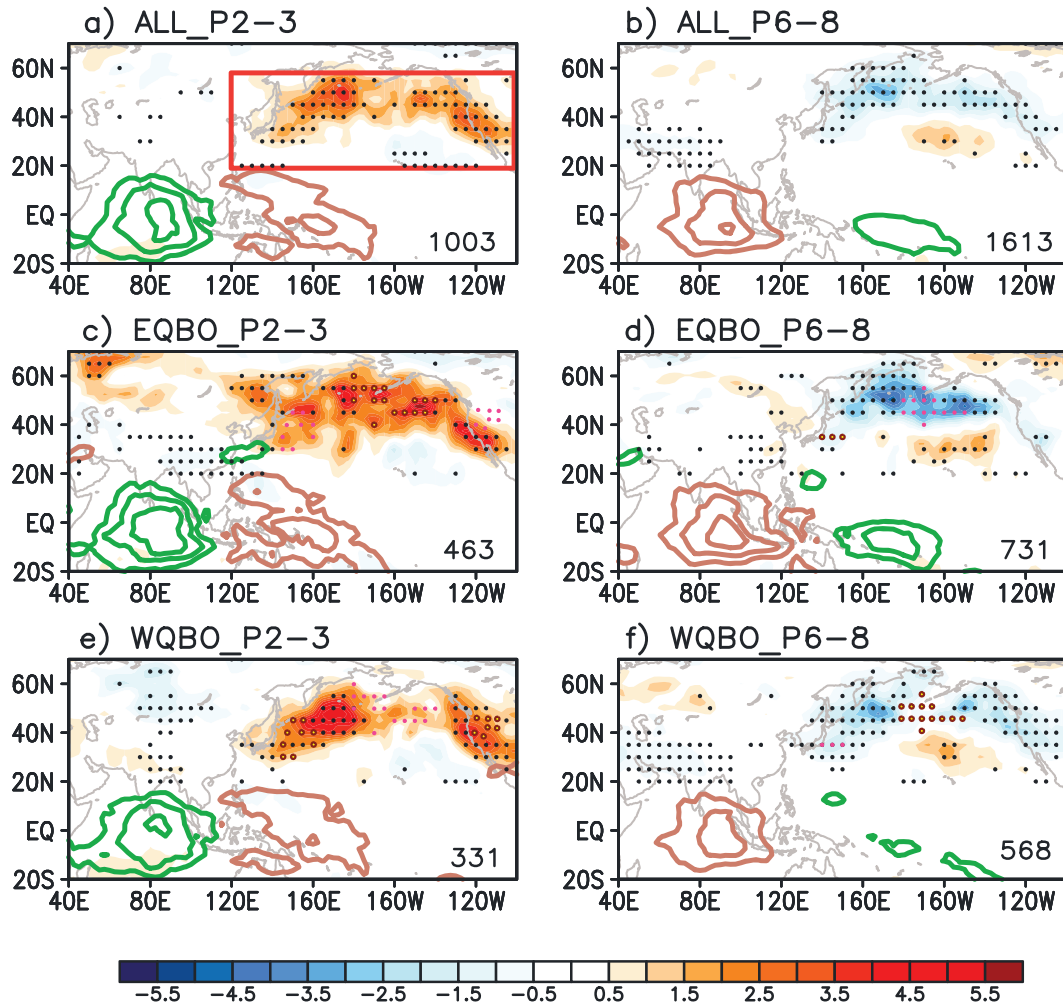 a) ALL_P2-3
b) ALL_P6-8
60N
40N
20N
EQ
20S
1003
40E 80E 120E 160E 160W 120W
60N
40N
20N
EQ
20S
1613
40E 80E 120E 160E 160W 120W
c) EQBO_P2-3
d) EQBO_P6-8
60N
40N
20N
EQ
20S
463
40E 80E 120E 160E 160W 120W
60N
40N
20N
EQ
20S
731
40E 80E 120E 160E 160W 120W
e) WQBO_P2-3
f) WQBO_P6-8
60N
40N
20N
EQ
20S
331
40E 80E 120E 160E 160W 120W
60N
40N
20N
EQ
20S
568
40E 80E 120E 160E 160W 120W
-5.5 -4.5 -3.5 -2.5 -1.5 -0.5 0.5 1.5 2.5 3.5 4.5 5.5